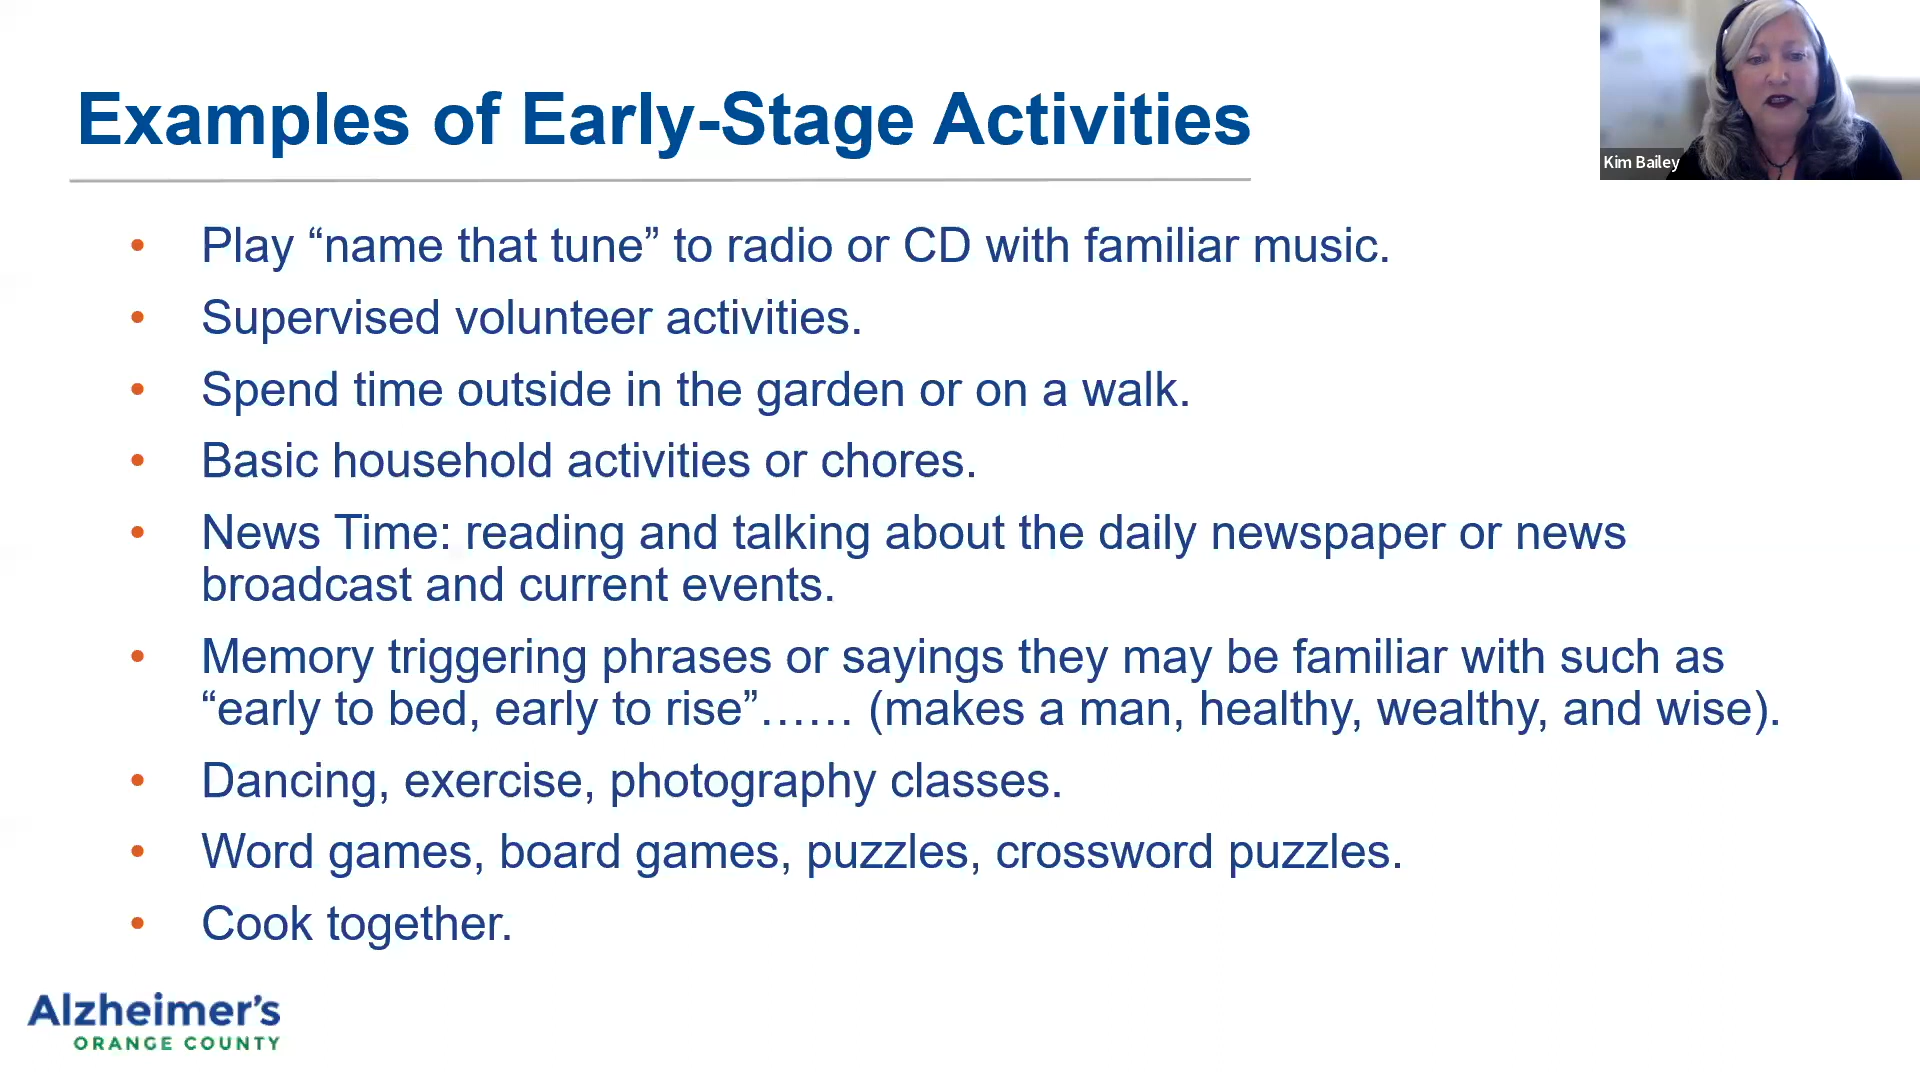 Examples of Early-Stage Activities
Kim Bailey
• Play “name that tune” to radio or CD with familiar music.
• Supervised volunteer activities.
• Spend time outside in the garden or on a walk.
• Basic household activities or chores.
• News Time: reading and talking about the daily newspaper or news
broadcast and current events.
• Memory triggering phrases or sayings they may be familiar with such as
“early to bed, early to rise”…… (makes a man, healthy, wealthy, and wise).
• Dancing, exercise, photography classes.
• Word games, board games, puzzles, crossword puzzles.
• Cook together.
Alzheimer’s
ORANGE COUNTY